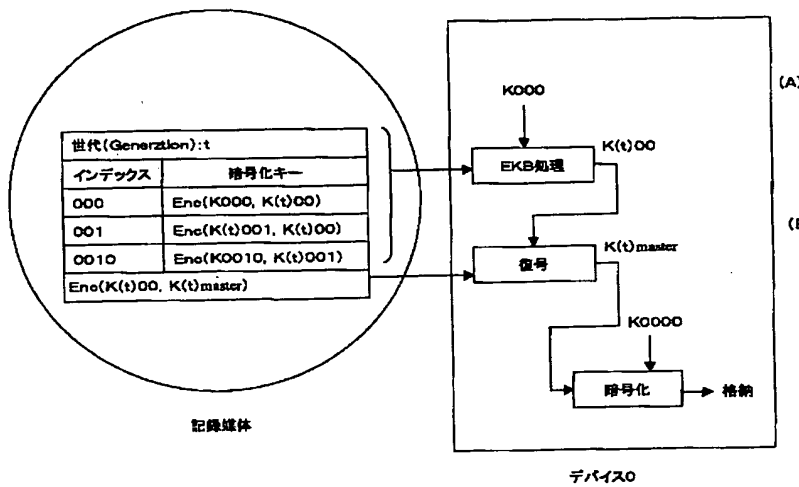 世代(Generztion):t
インデックス 暗号化キー
000 Enc(K000, K(t)00)
001 Enc(K(t)001, K(t)00)
0010 Enc(K0010, K(t)001)
Enc(K(t)00, K(t)master)
記録媒体
K000
EKB処理
K(t)00
復号
K(t)master
K0000
暗号化
格納
デバイス0
(A)